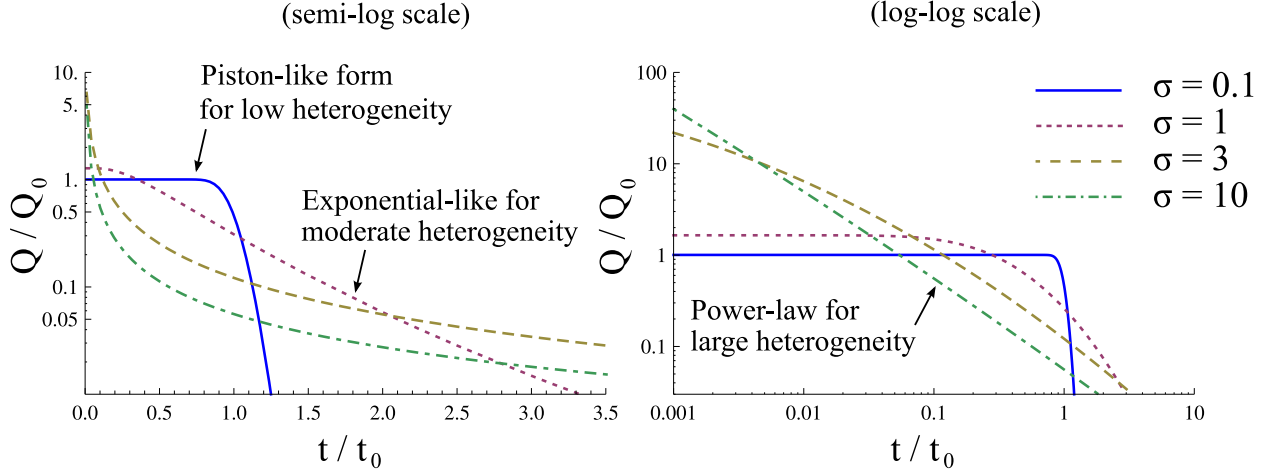 (semi-log scale)
10.
5.
1.
0.5
0.1
0.05
Q / Q0
Piston-like form
for low heterogeneity
Exponential-like for
moderate heterogeneity
0.0 0.5 1.0 1.5 2.0 2.5 3.0 3.5
t / t0
(log-log scale)
100
10
1
0.1
Q / Q0
Power-law for
large heterogeneity
0.001 0.01 0.1 1 10
t / t0
σ = 0.1
σ = 1
σ = 3
σ = 10